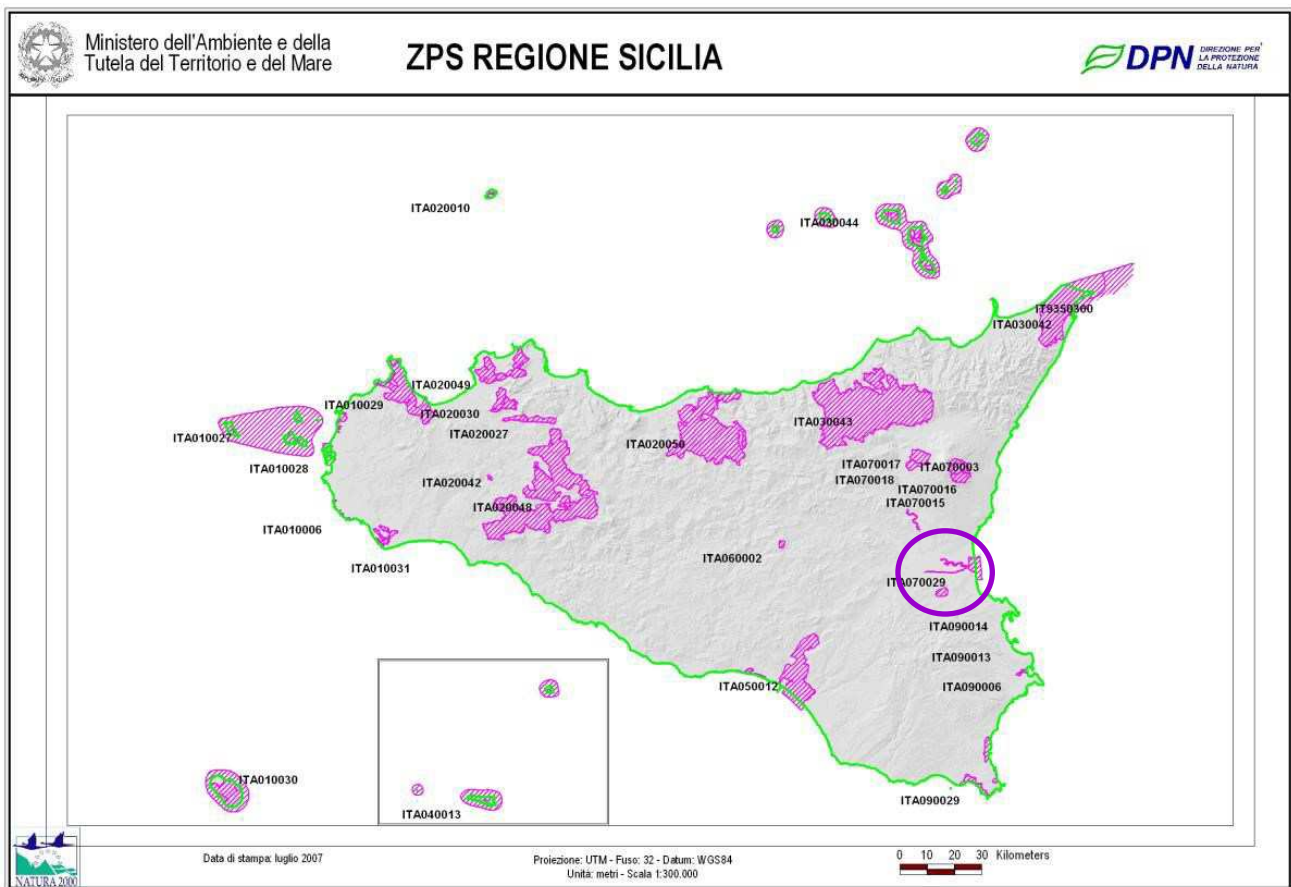 Ministero dell'Ambiente e della
Tutela del Territorio e del Mare
ZPS REGIONE SICILIA
DPN
DIREZIONE PER
LA PROTEZIONE
DELLA NATURA
ITA020010
ITA030044
IT9350300
ITA030042
ITA020049
ITA010029
ITA020030
ITA030043
ITA020027
ITA010027
ITA020050
ITA010028
ITA070017
ITA070003
ITA070018
ITA020042
ITA070016
ITA070015
ITA020048
ITA010006
ITA060002
ITA010031
ITA070029
ITA090014
ITA090013
ITA050012
ITA090006
ITA010030
ITA090029
ITA040013
NATURA 2000
Data di stampa: luglio 2007
Proiezione: UTM - Fuso: 32 - Datum: WGS84
Unità: metri - Scala 1:300.000
0 10 20 30 Kilometers